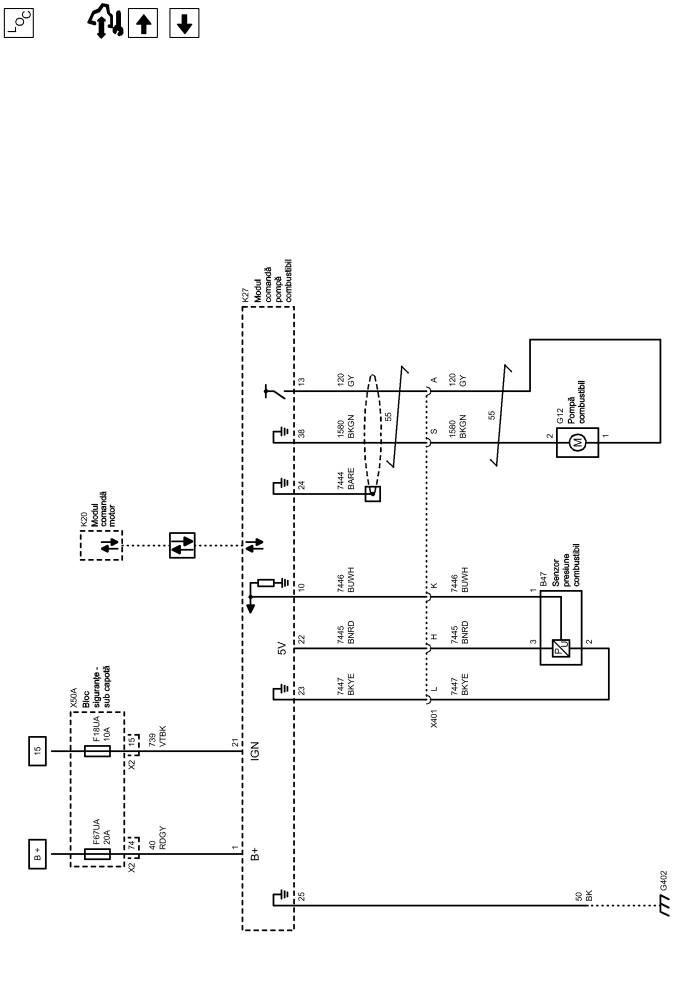 LOC
K27
Modul
comandă
pompă
combustibil
13
120
GY
A
120
GY
38
1580
BKGN
55
S
1580
BKGN
55
2
G12
Pompă
combustibil
M
1
24
7444
BARE
K20
Modul
comandă
motor
10
7446
BUWH
K
7446
BUWH
1
B47
Senzor
presiune
combustibil
5V
22
7445
BNRD
H
7445
BNRD
3
P
U
2
23
7447
BKYE
L
7447
BKYE
X401
X50A
Bloc
siguranţe -
sub capotă
15
F18UA
10A
15
X2
739
VTBK
21
IGN
B +
F67UA
20A
74
X2
40
RDGY
1
B+
25
50
BK
G402